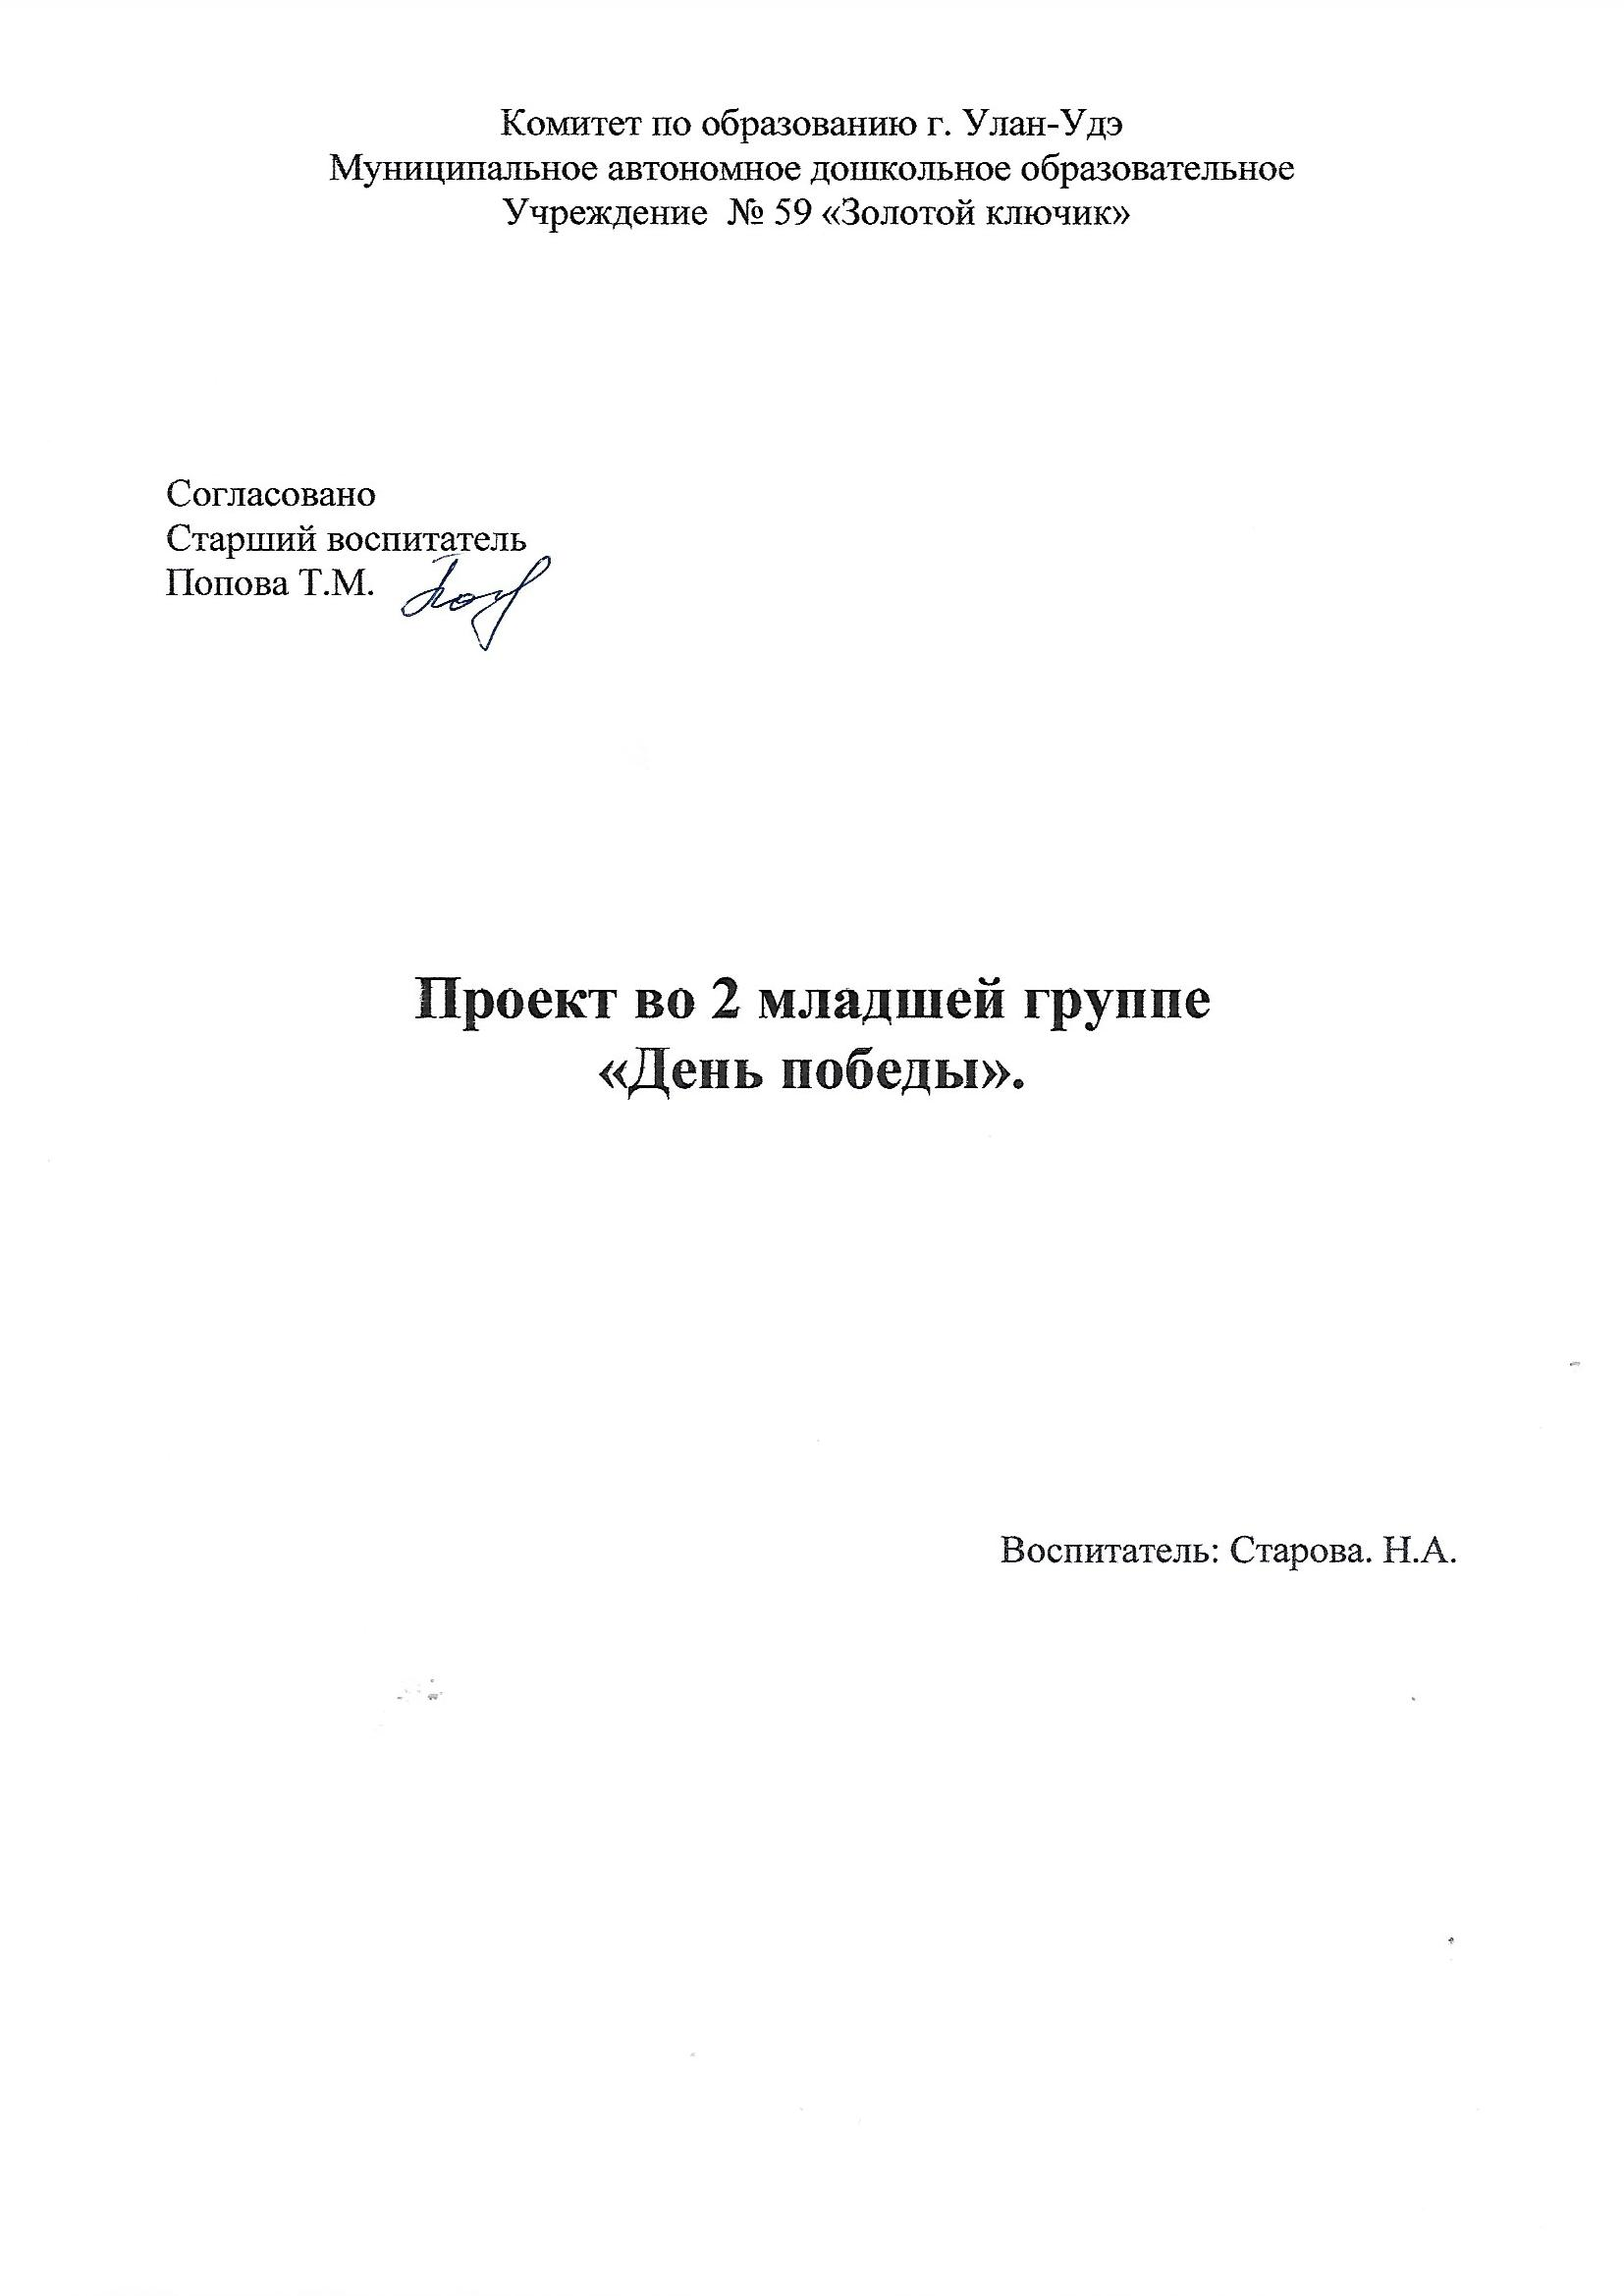 Комитет по образованию г. Улан-Удэ
Муниципальное автономное дошкольное образовательное
Учреждение № 59 «Золотой ключик»
Согласовано
Старший воспитатель
Попова Т.М.
Проект во 2 младшей группе
«День победы».
Воспитатель: Старова. Н.А.